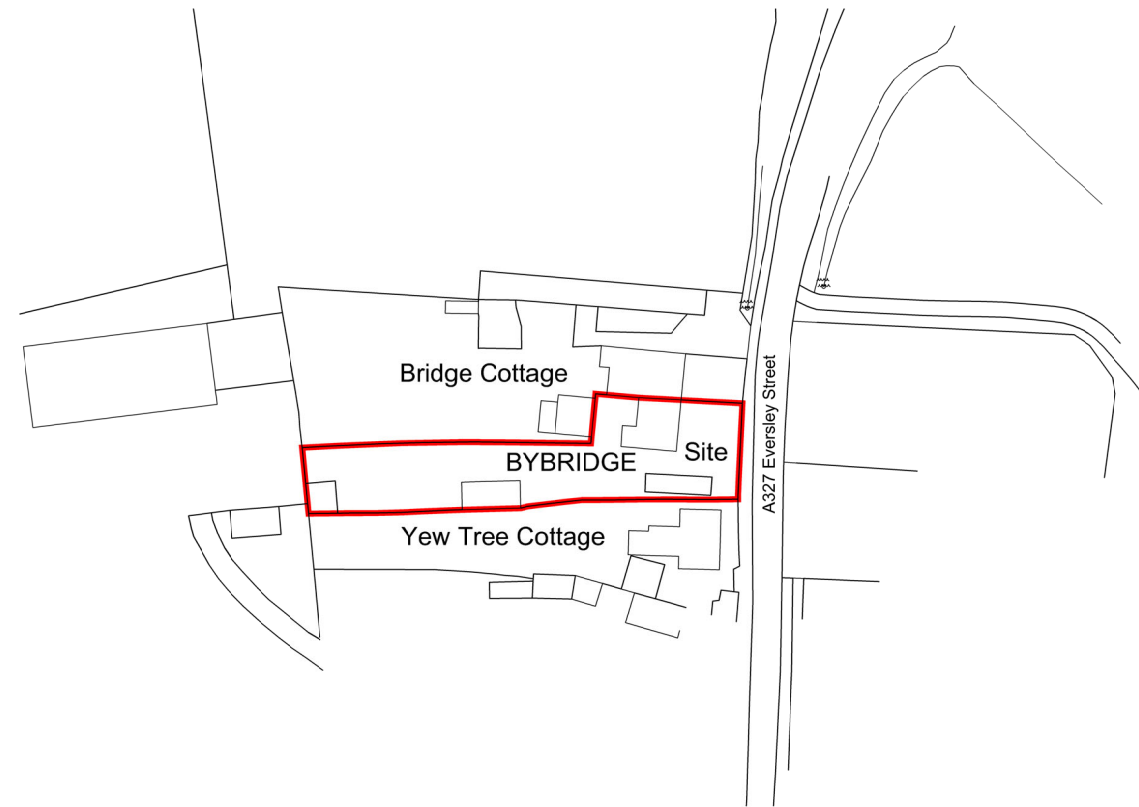 Bridge Cottage
BYBRIDGE
Site
A327 Eversley Street
Yew Tree Cottage